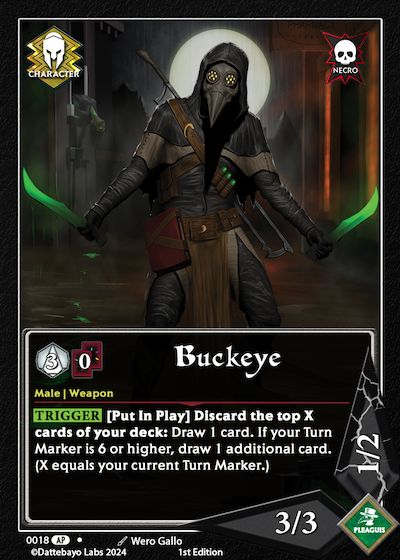 CHARACTER
NECRO
3
0
Buckeye
Male | Weapon
TRIGGER [Put In Play] Discard the top X
cards of your deck: Draw 1 card. If your Turn
Marker is 6 or higher, draw 1 additional card.
(X equals your current Turn Marker.)
1/2
3/3
PLEAGUIS
0018 AP • Wero Gallo
©Dattebayo Labs 2024 1st Edition